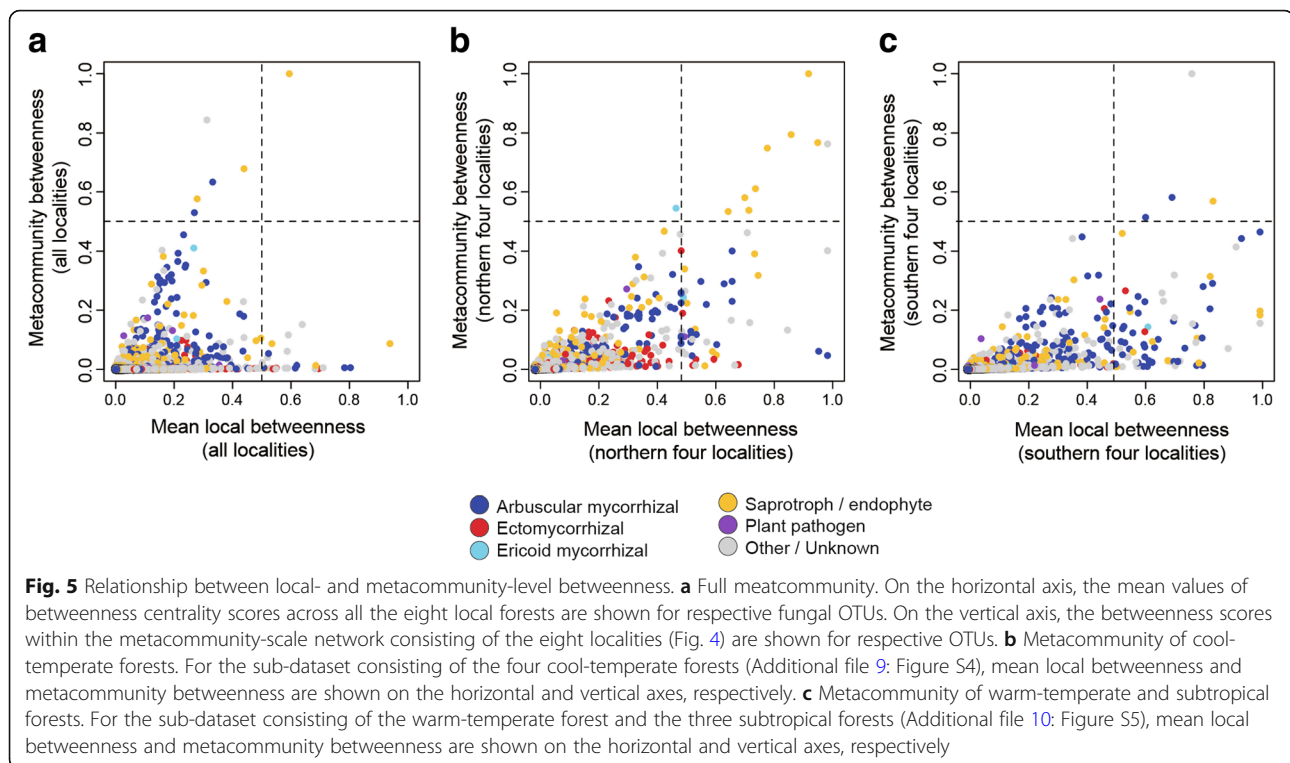 a
b
c
Metacommunity betweenness
(all localities)
0.0 0.2 0.4 0.6 0.8 1.0
0.0 0.2 0.4 0.6 0.8 1.0
Mean local betweenness
(all localities)
Metacommunity betweenness
(northern four localities)
0.0 0.2 0.4 0.6 0.8 1.0
0.0 0.2 0.4 0.6 0.8 1.0
Mean local betweenness
(northern four localities)
Metacommunity betweenness
(southern four localities)
0.0 0.2 0.4 0.6 0.8 1.0
0.0 0.2 0.4 0.6 0.8 1.0
Mean local betweenness
(southern four localities)
Arbuscular mycorrhizal
Ectomycorrhizal
Ericoid mycorrhizal
Saprotroph / endophyte
Plant pathogen
Other / Unknown
Fig. 5 Relationship between local- and metacommunity-level betweenness. a Full meatcommunity. On the horizontal axis, the mean values of
betweenness centrality scores across all the eight local forests are shown for respective fungal OTUs. On the vertical axis, the betweenness scores
within the metacommunity-scale network consisting of the eight localities (Fig. 4) are shown for respective OTUs. b Metacommunity of cool-
temperate forests. For the sub-dataset consisting of the four cool-temperate forests (Additional file 9: Figure S4), mean local betweenness and
metacommunity betweenness are shown on the horizontal and vertical axes, respectively. c Metacommunity of warm-temperate and subtropical
forests. For the sub-dataset consisting of the warm-temperate forest and the three subtropical forests (Additional file 10: Figure S5), mean local
betweenness and metacommunity betweenness are shown on the horizontal and vertical axes, respectively